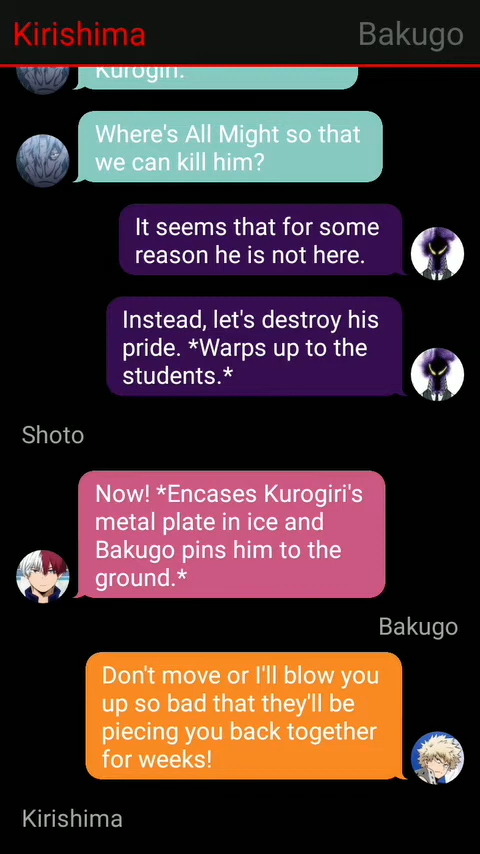 Kirishima
Bakugo
Kurogiri.
Where's All Might so that
we can kill him?
It seems that for some
reason he is not here.
Instead, let's destroy his
pride. *Warps up to the
students.*
Shoto
Now! *Encases Kurogiri's
metal plate in ice and
Bakugo pins him to the
ground.*
Bakugo
Don't move or I'll blow you
up so bad that they'll be
piecing you back together
for weeks!
Kirishima